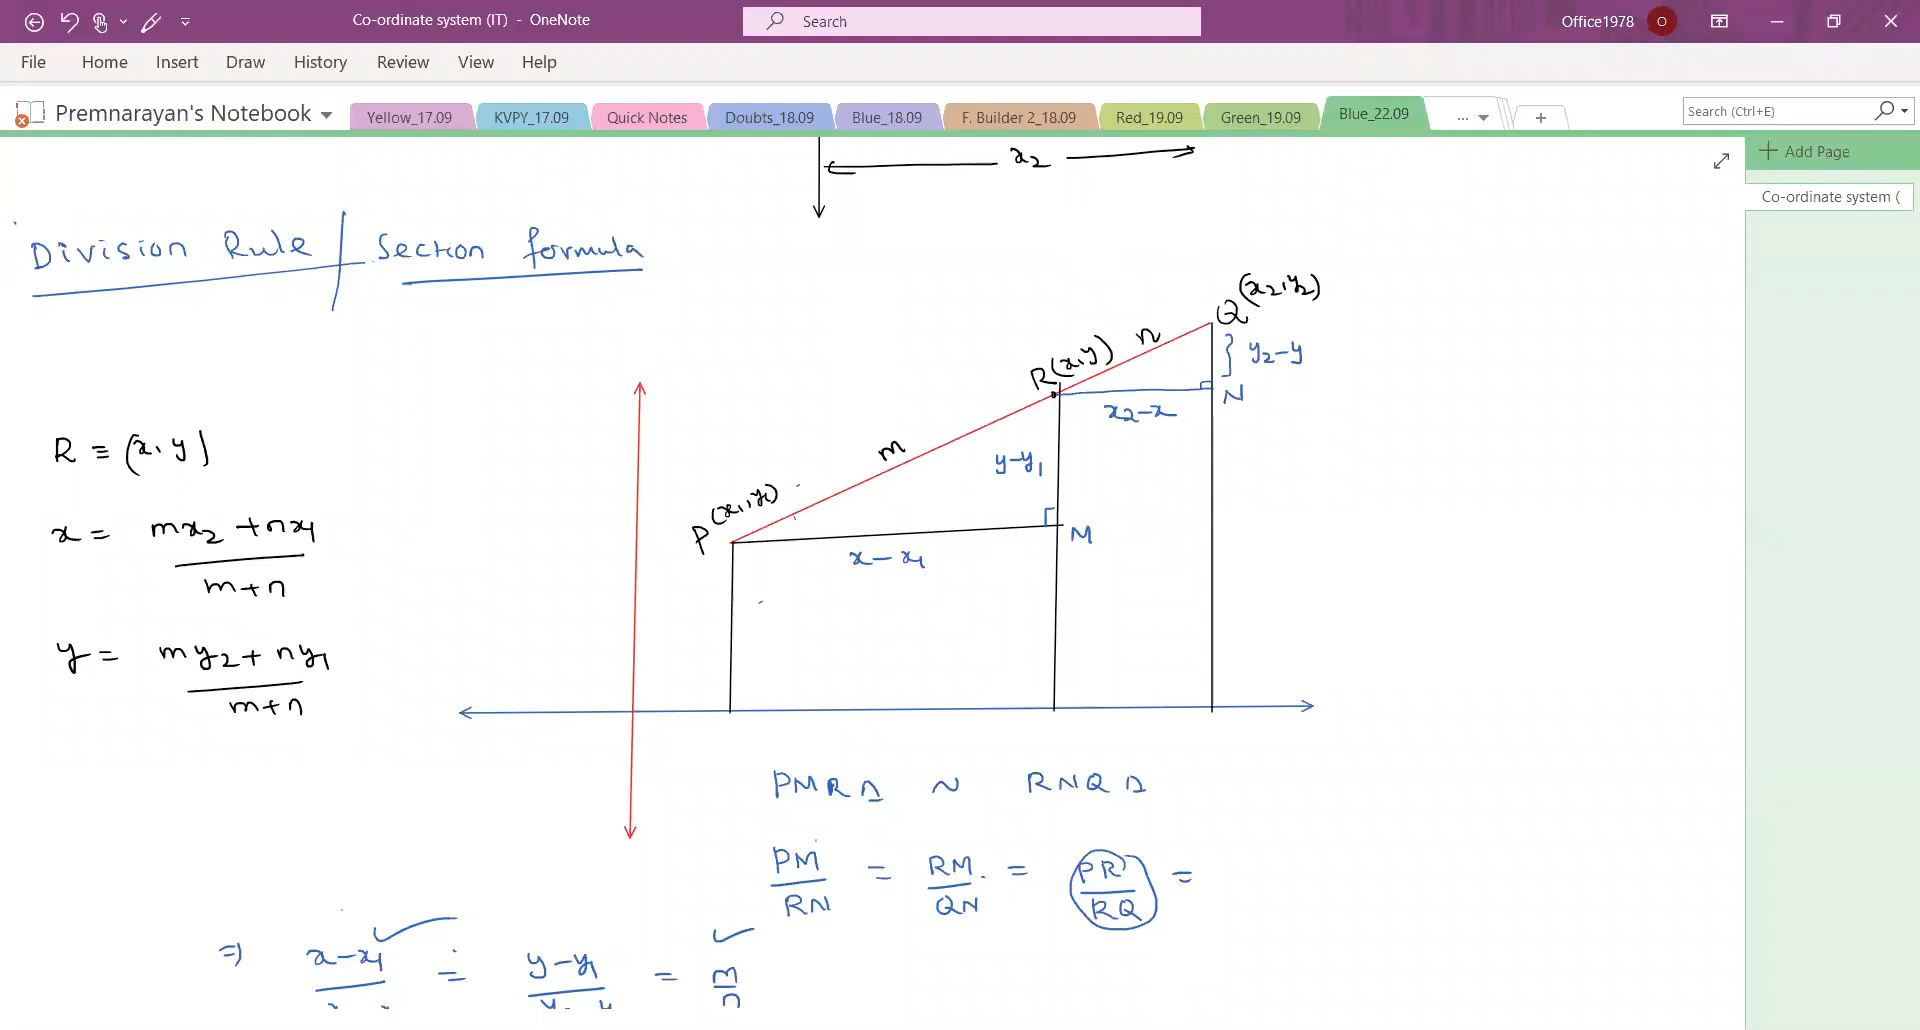 Co-ordinate system (IT) - OneNote
Search
Office1978 O
File Home Insert Draw History Review View Help
Premnarayan's Notebook
Yellow_17.09 KVPY_17.09 Quick Notes Doubts_18.09 Blue_18.09 F. Builder 2_18.09 Red_19.09 Green_19.09 Blue_22.09 ...
Search (Ctrl+E)
Add Page
Co-ordinate system (
x₂
Division Rule / Section formula
Q (x₂, y₂)
n
R (x, y)
} y₂-y
N
x₂-x
m
y-y₁
R ≡ (x, y)
P (x₁, y₁)
M
x - x₁
x = mx₂ + nx₁ / m+n
y = my₂ + ny₁ / m+n
PMR Δ ~ RNQ Δ
PM/RN = RM/QN = PR/RQ =
⇒ x-x₁ = y-y₁ = m/n